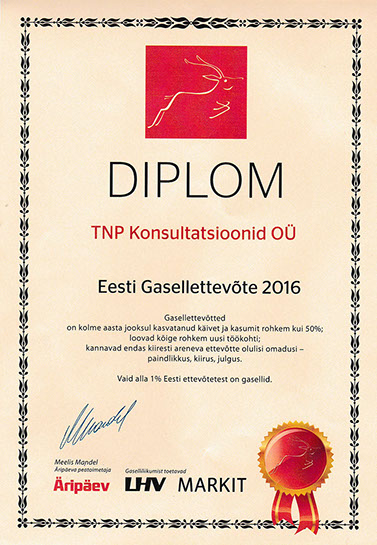 DIPLOM
TNP Konsultatsioonid OÜ
Eesti Gasellettevõte 2016
Gasellettevõtted
on kolme aasta jooksul kasvatanud käivet ja kasumit rohkem kui 50%;
loovad kõige rohkem uusi töökohti;
kannavad endas kiiresti areneva ettevõtte olulisi omadusi –
paindlikkus, kiirus, julgus.
Vaid alla 1% Eesti ettevõtetest on gasellid.
Meelis Mandel
Äripäeva peatoimetaja
Gaselliliikumist toetavad
Äripäev LHV MARKIT